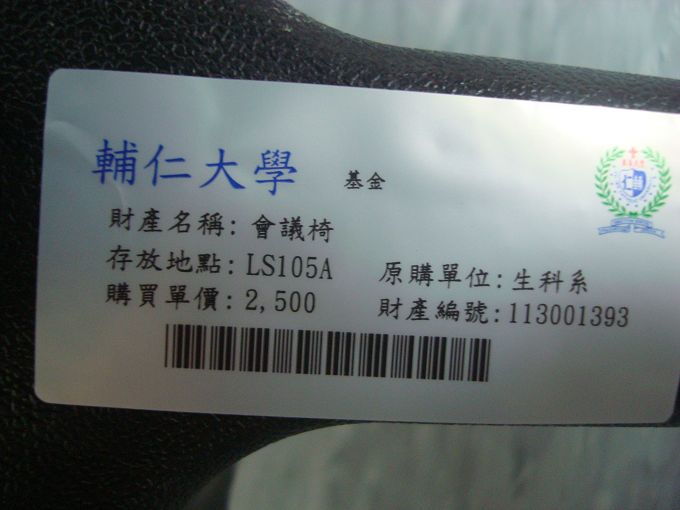 輔仁大學 基金
財產名稱: 會議椅
存放地點: LS105A 原購單位: 生科系
購買單價: 2,500 財產編號: 113001393